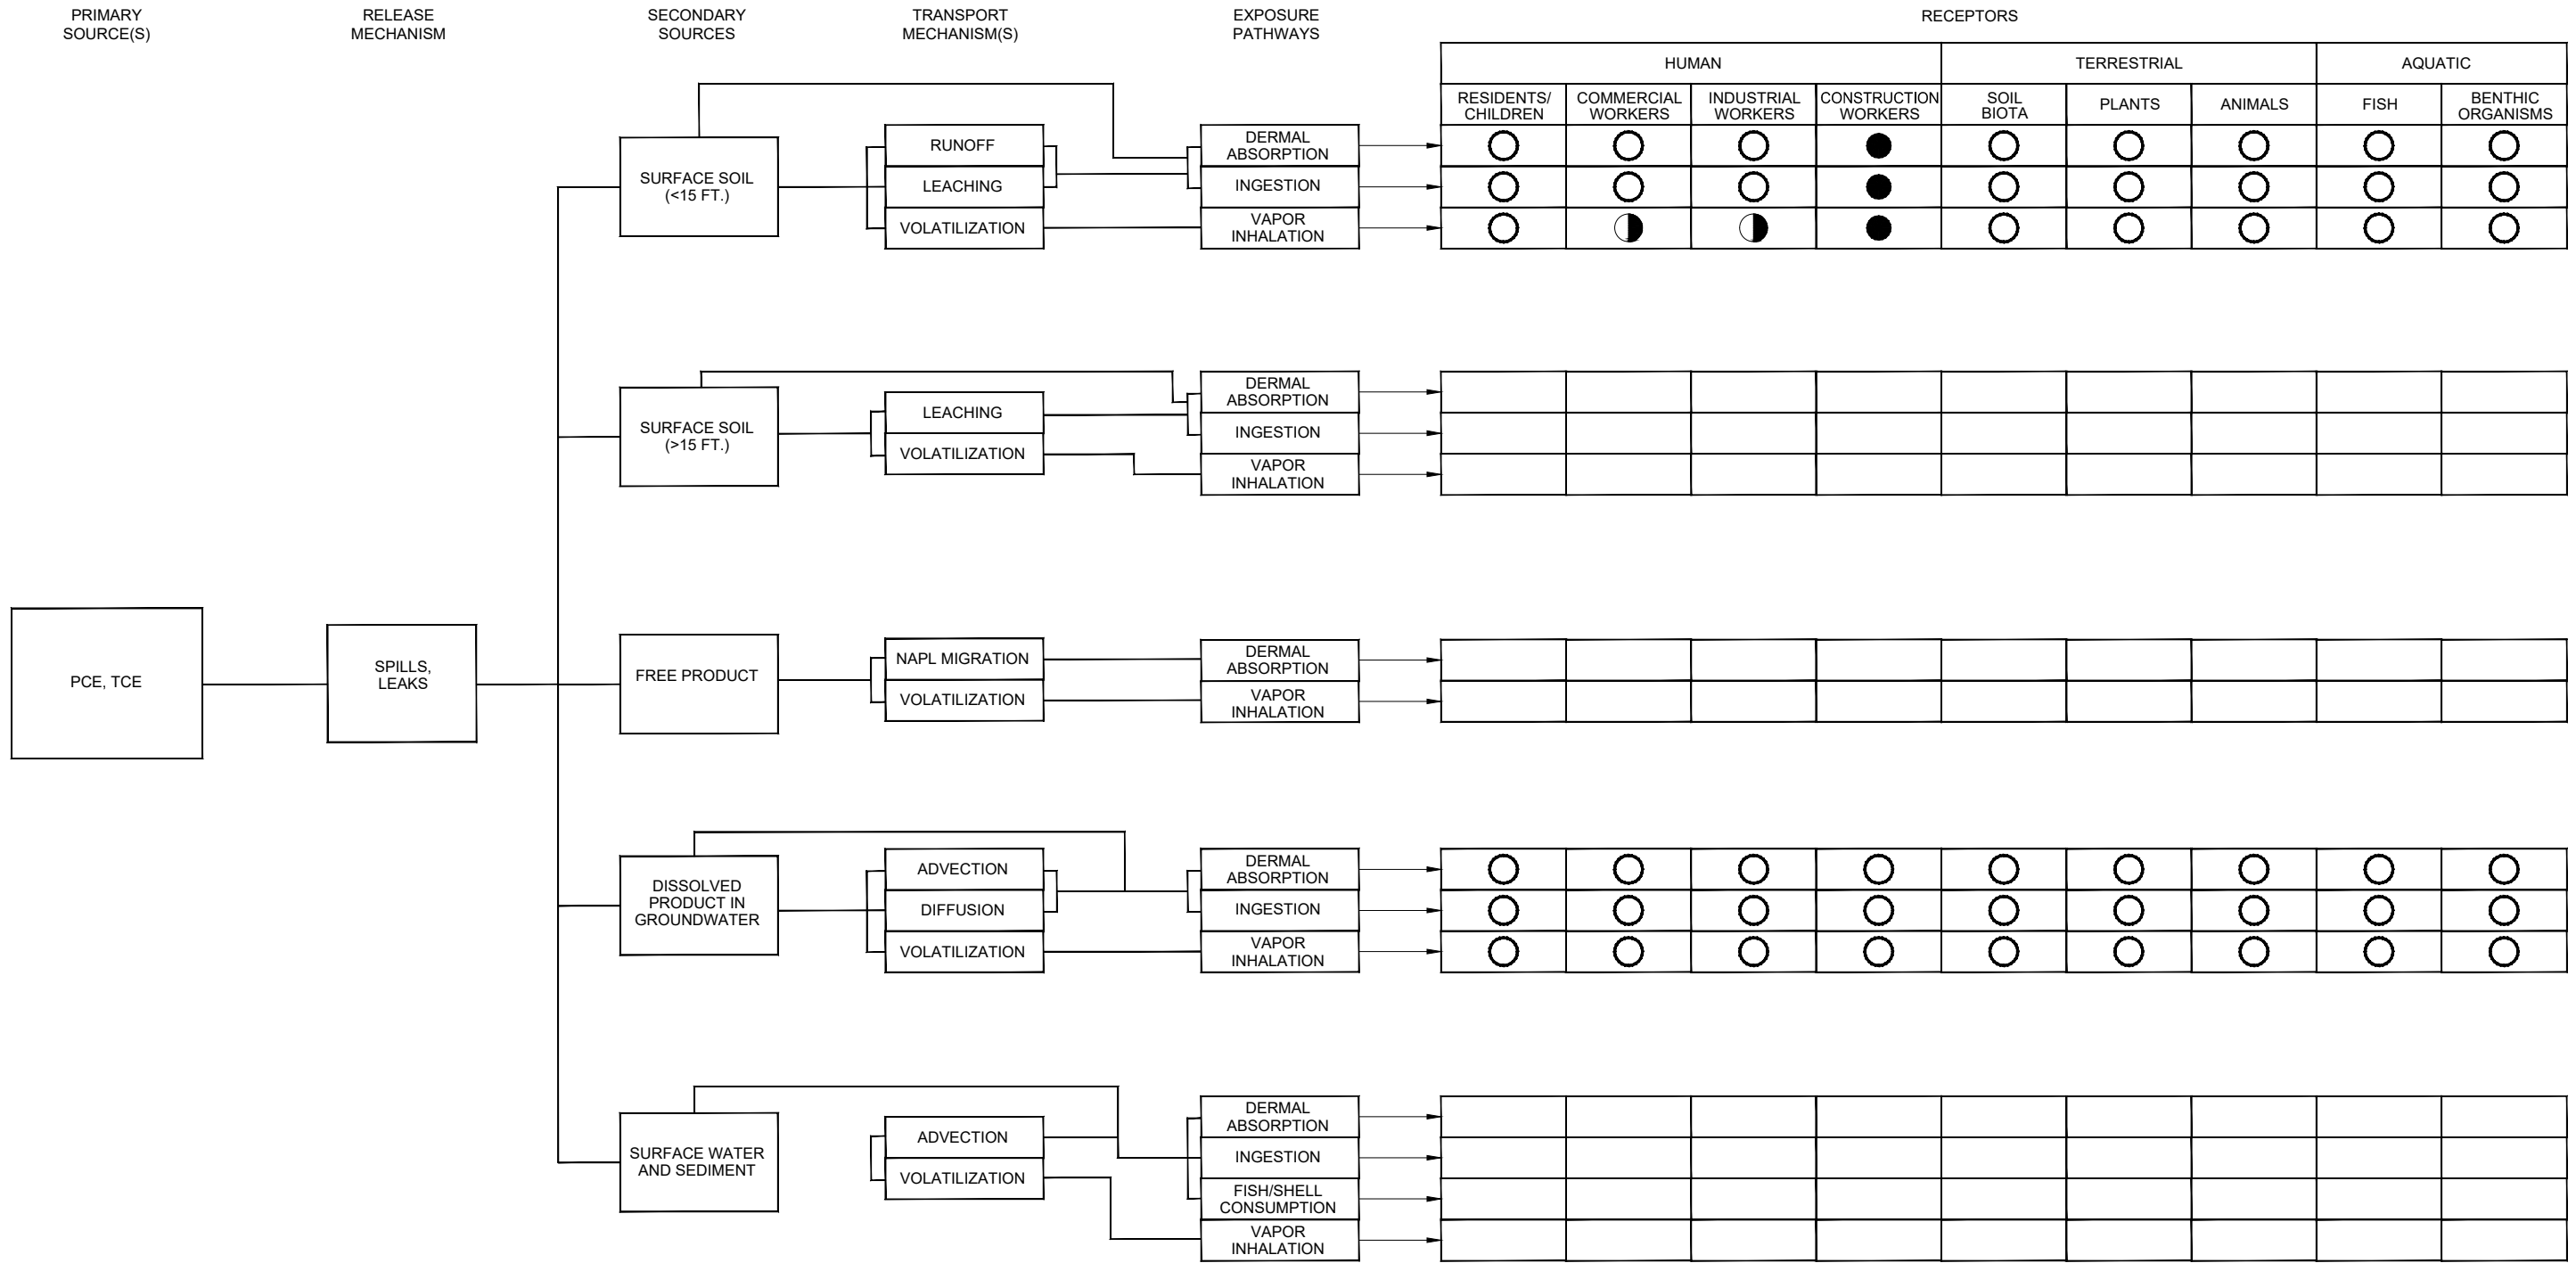 PRIMARY
SOURCE(S)
RELEASE
MECHANISM
SECONDARY
SOURCES
TRANSPORT
MECHANISM(S)
EXPOSURE
PATHWAYS
RECEPTORS
HUMAN
TERRESTRIAL
AQUATIC
RESIDENTS/
CHILDREN
COMMERCIAL
WORKERS
INDUSTRIAL
WORKERS
CONSTRUCTION
WORKERS
SOIL
BIOTA
PLANTS
ANIMALS
FISH
BENTHIC
ORGANISMS
SURFACE SOIL
(<15 FT.)
RUNOFF
LEACHING
VOLATILIZATION
DERMAL
ABSORPTION
INGESTION
VAPOR
INHALATION
SURFACE SOIL
(>15 FT.)
LEACHING
VOLATILIZATION
DERMAL
ABSORPTION
INGESTION
VAPOR
INHALATION
PCE, TCE
SPILLS,
LEAKS
FREE PRODUCT
NAPL MIGRATION
VOLATILIZATION
DERMAL
ABSORPTION
VAPOR
INHALATION
DISSOLVED
PRODUCT IN
GROUNDWATER
ADVECTION
DIFFUSION
VOLATILIZATION
DERMAL
ABSORPTION
INGESTION
VAPOR
INHALATION
SURFACE WATER
AND SEDIMENT
ADVECTION
VOLATILIZATION
DERMAL
ABSORPTION
INGESTION
FISH/SHELL
CONSUMPTION
VAPOR
INHALATION